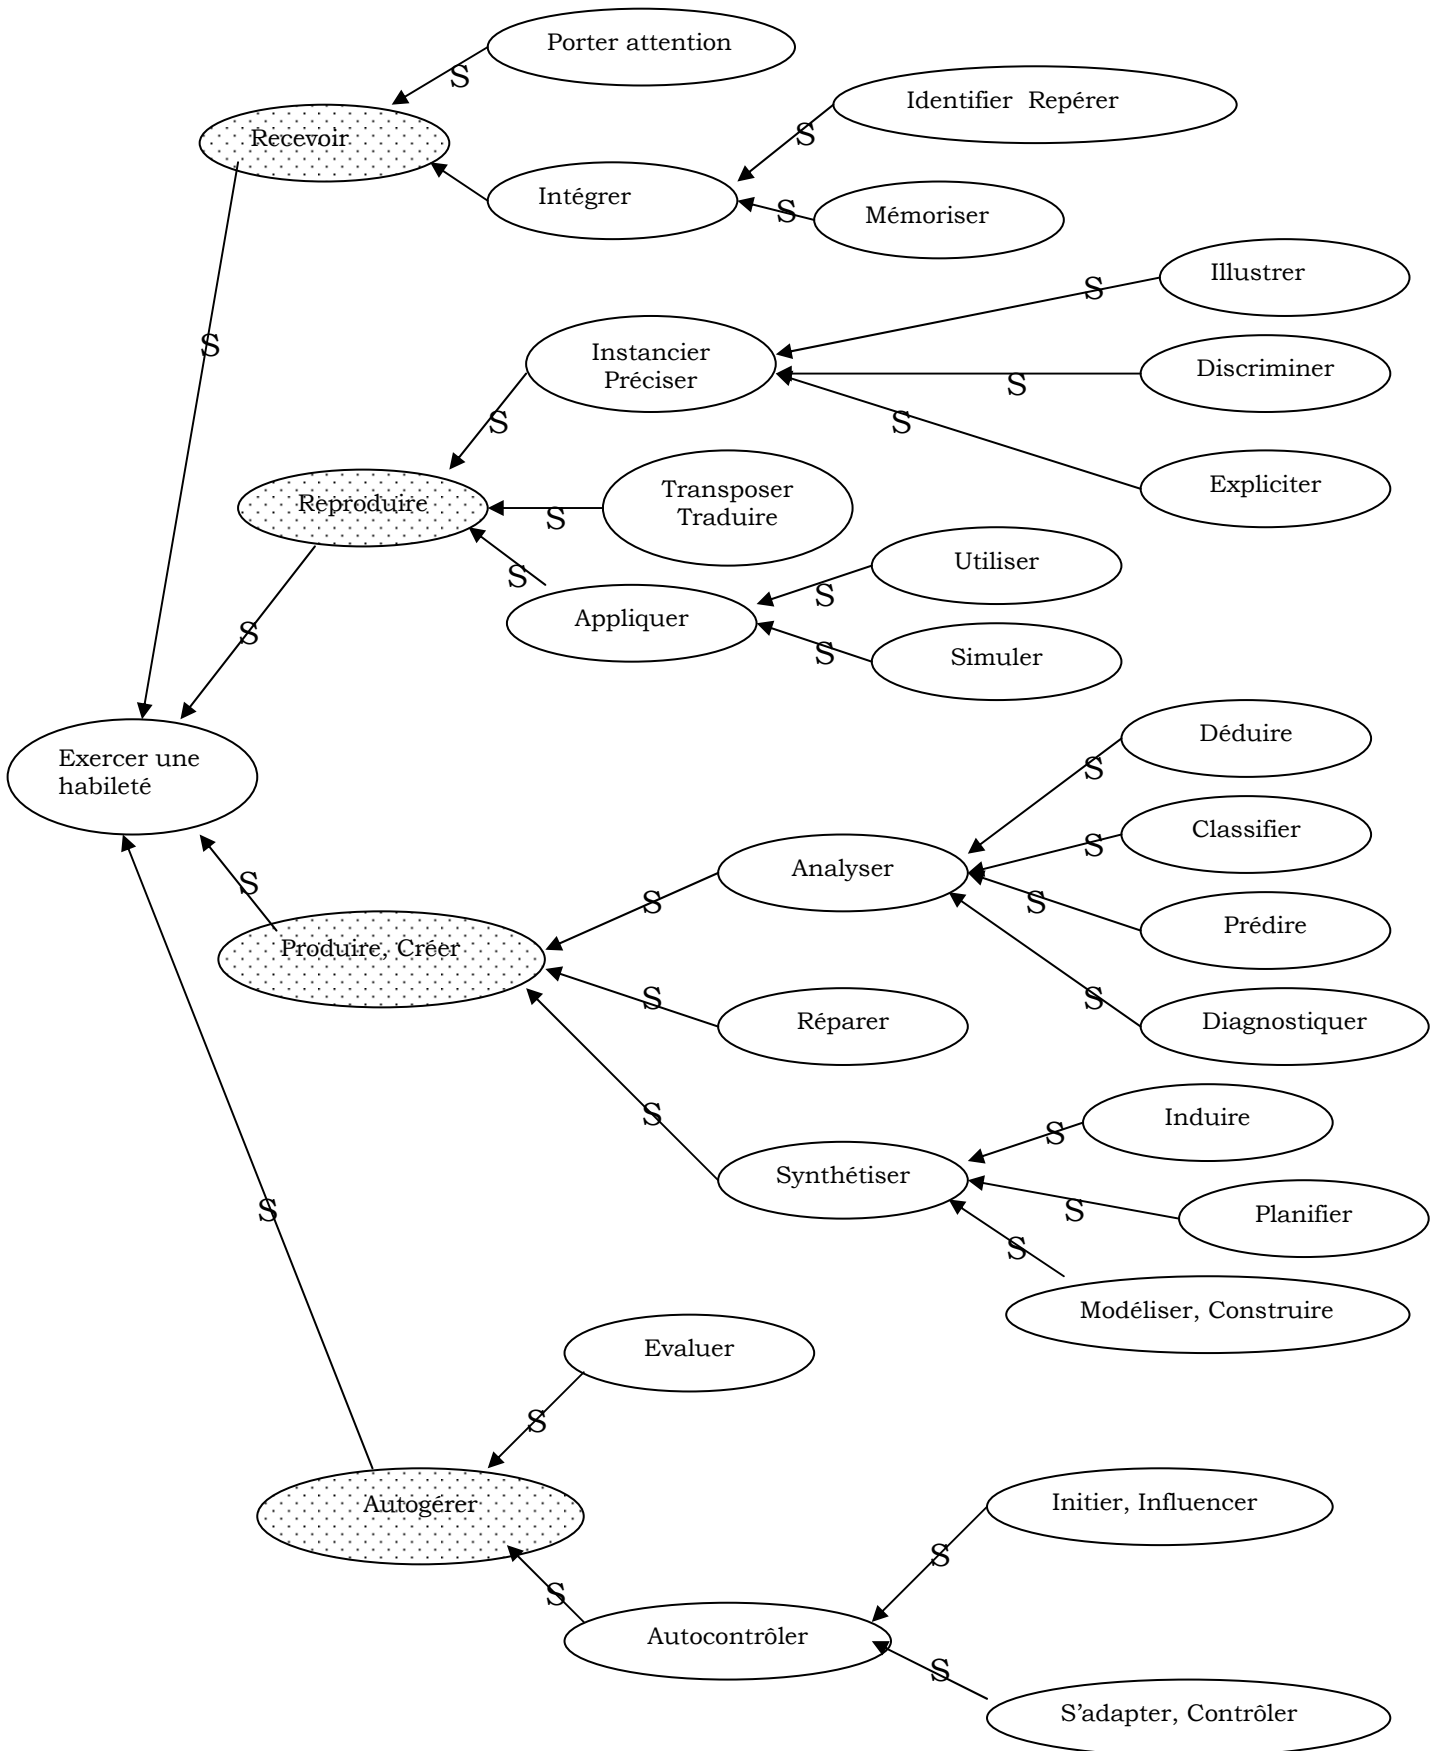 Porter attention
S
Identifier  Repérer
S
Recevoir
Intégrer
S
Mémoriser
Illustrer
S
S
Instancier
Préciser
Discriminer
S
S
S
Expliciter
Reproduire
Transposer
Traduire
S
Utiliser
S
S
Appliquer
S
Simuler
S
Exercer une
habileté
Déduire
S
Classifier
S
Analyser
S
S
S
Prédire
Produire, Créer
S
Réparer
S
Diagnostiquer
S
Induire
S
Synthétiser
S
Planifier
S
S
Modéliser, Construire
Evaluer
S
Autogérer
Initier, Influencer
S
S
Autocontrôler
S
S’adapter, Contrôler